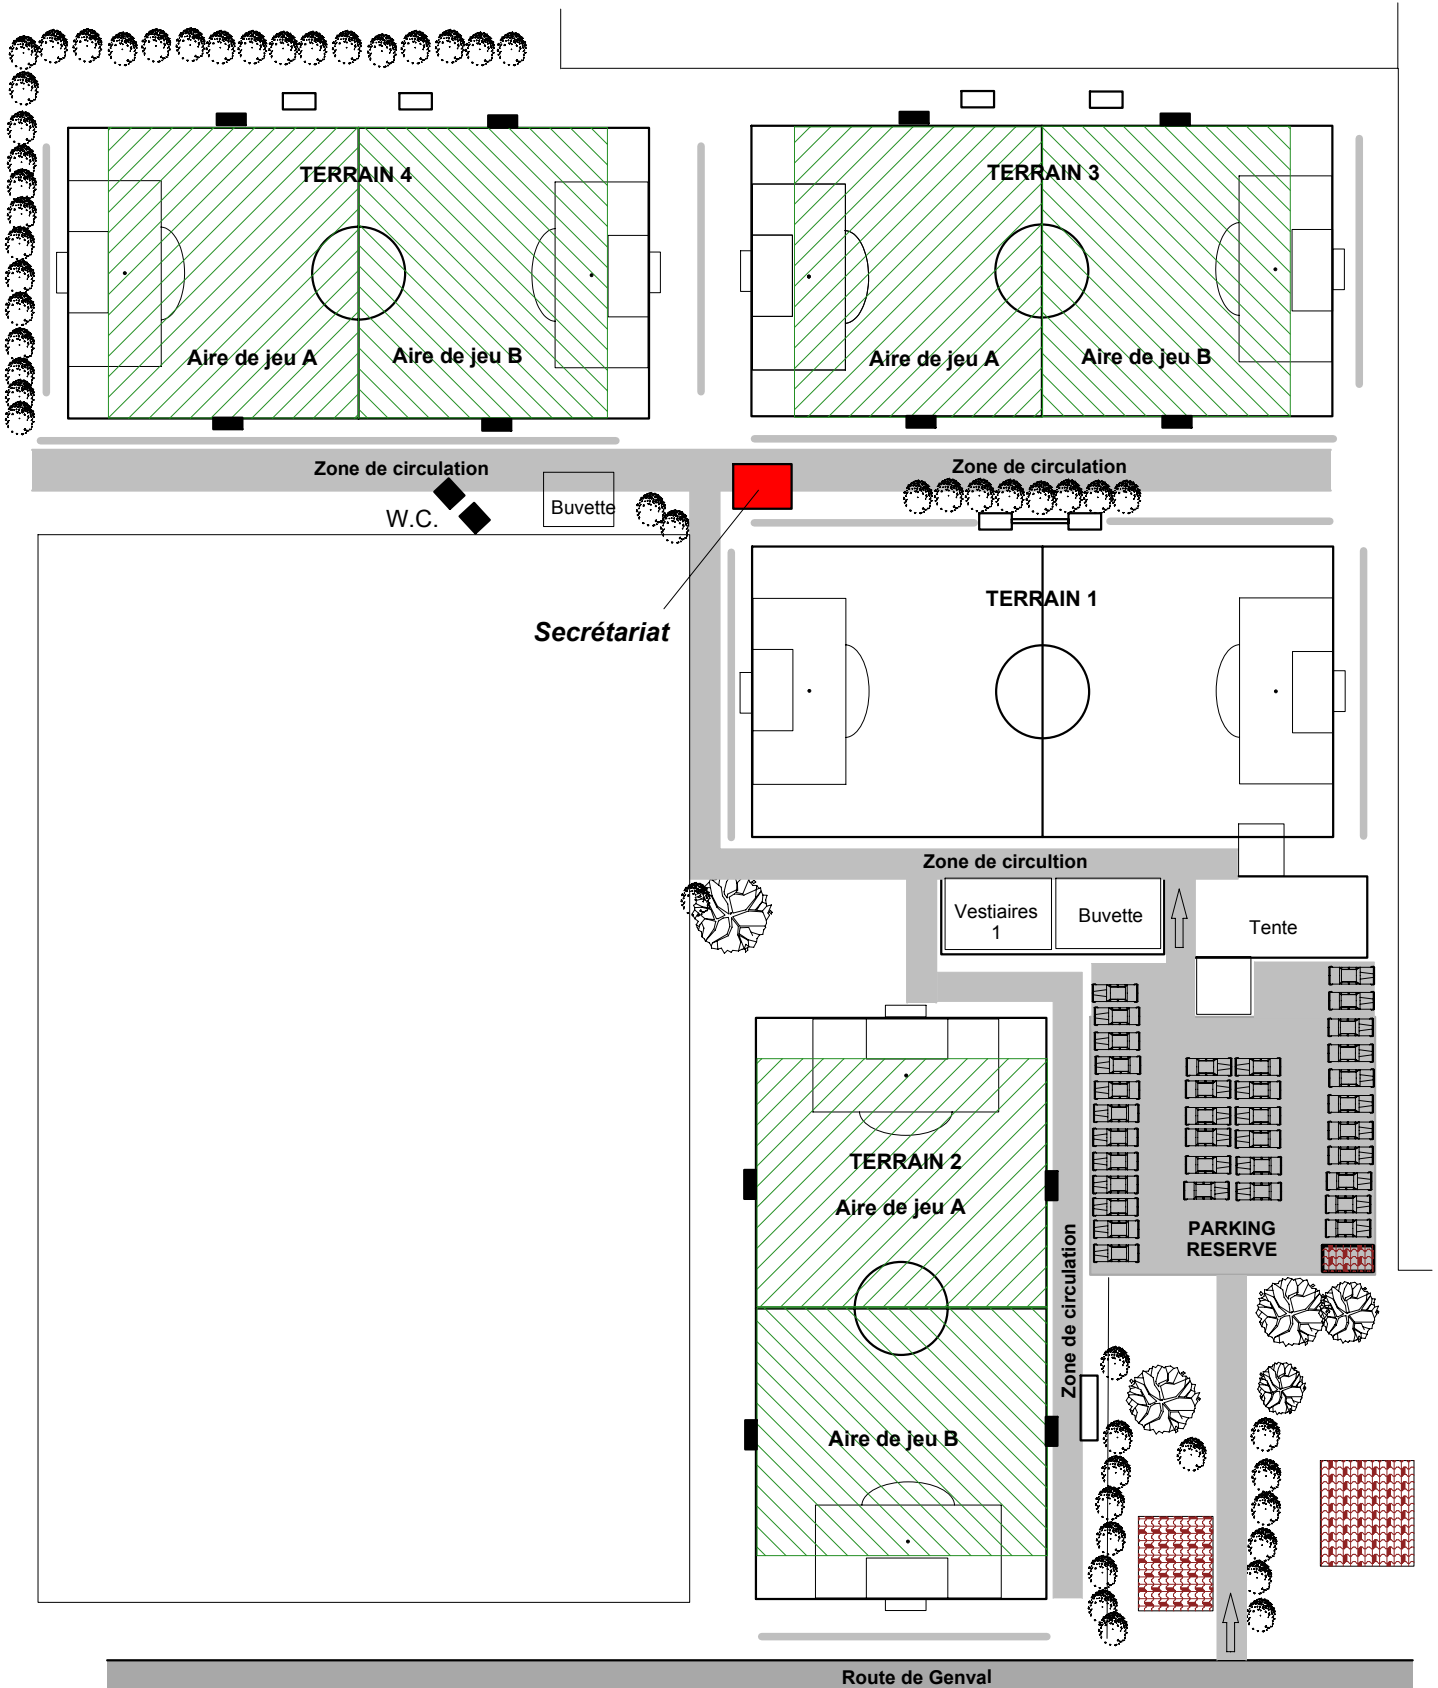 TERRAIN 4
Aire de jeu A
Aire de jeu B
TERRAIN 3
Aire de jeu A
Aire de jeu B
Zone de circulation
Zone de circulation
W.C.
Buvette
Secrétariat
TERRAIN 1
Zone de circultion
Vestiaires
1
Buvette
Tente
TERRAIN 2
Aire de jeu A
Zone de circulation
PARKING
RESERVE
Aire de jeu B
Route de Genval